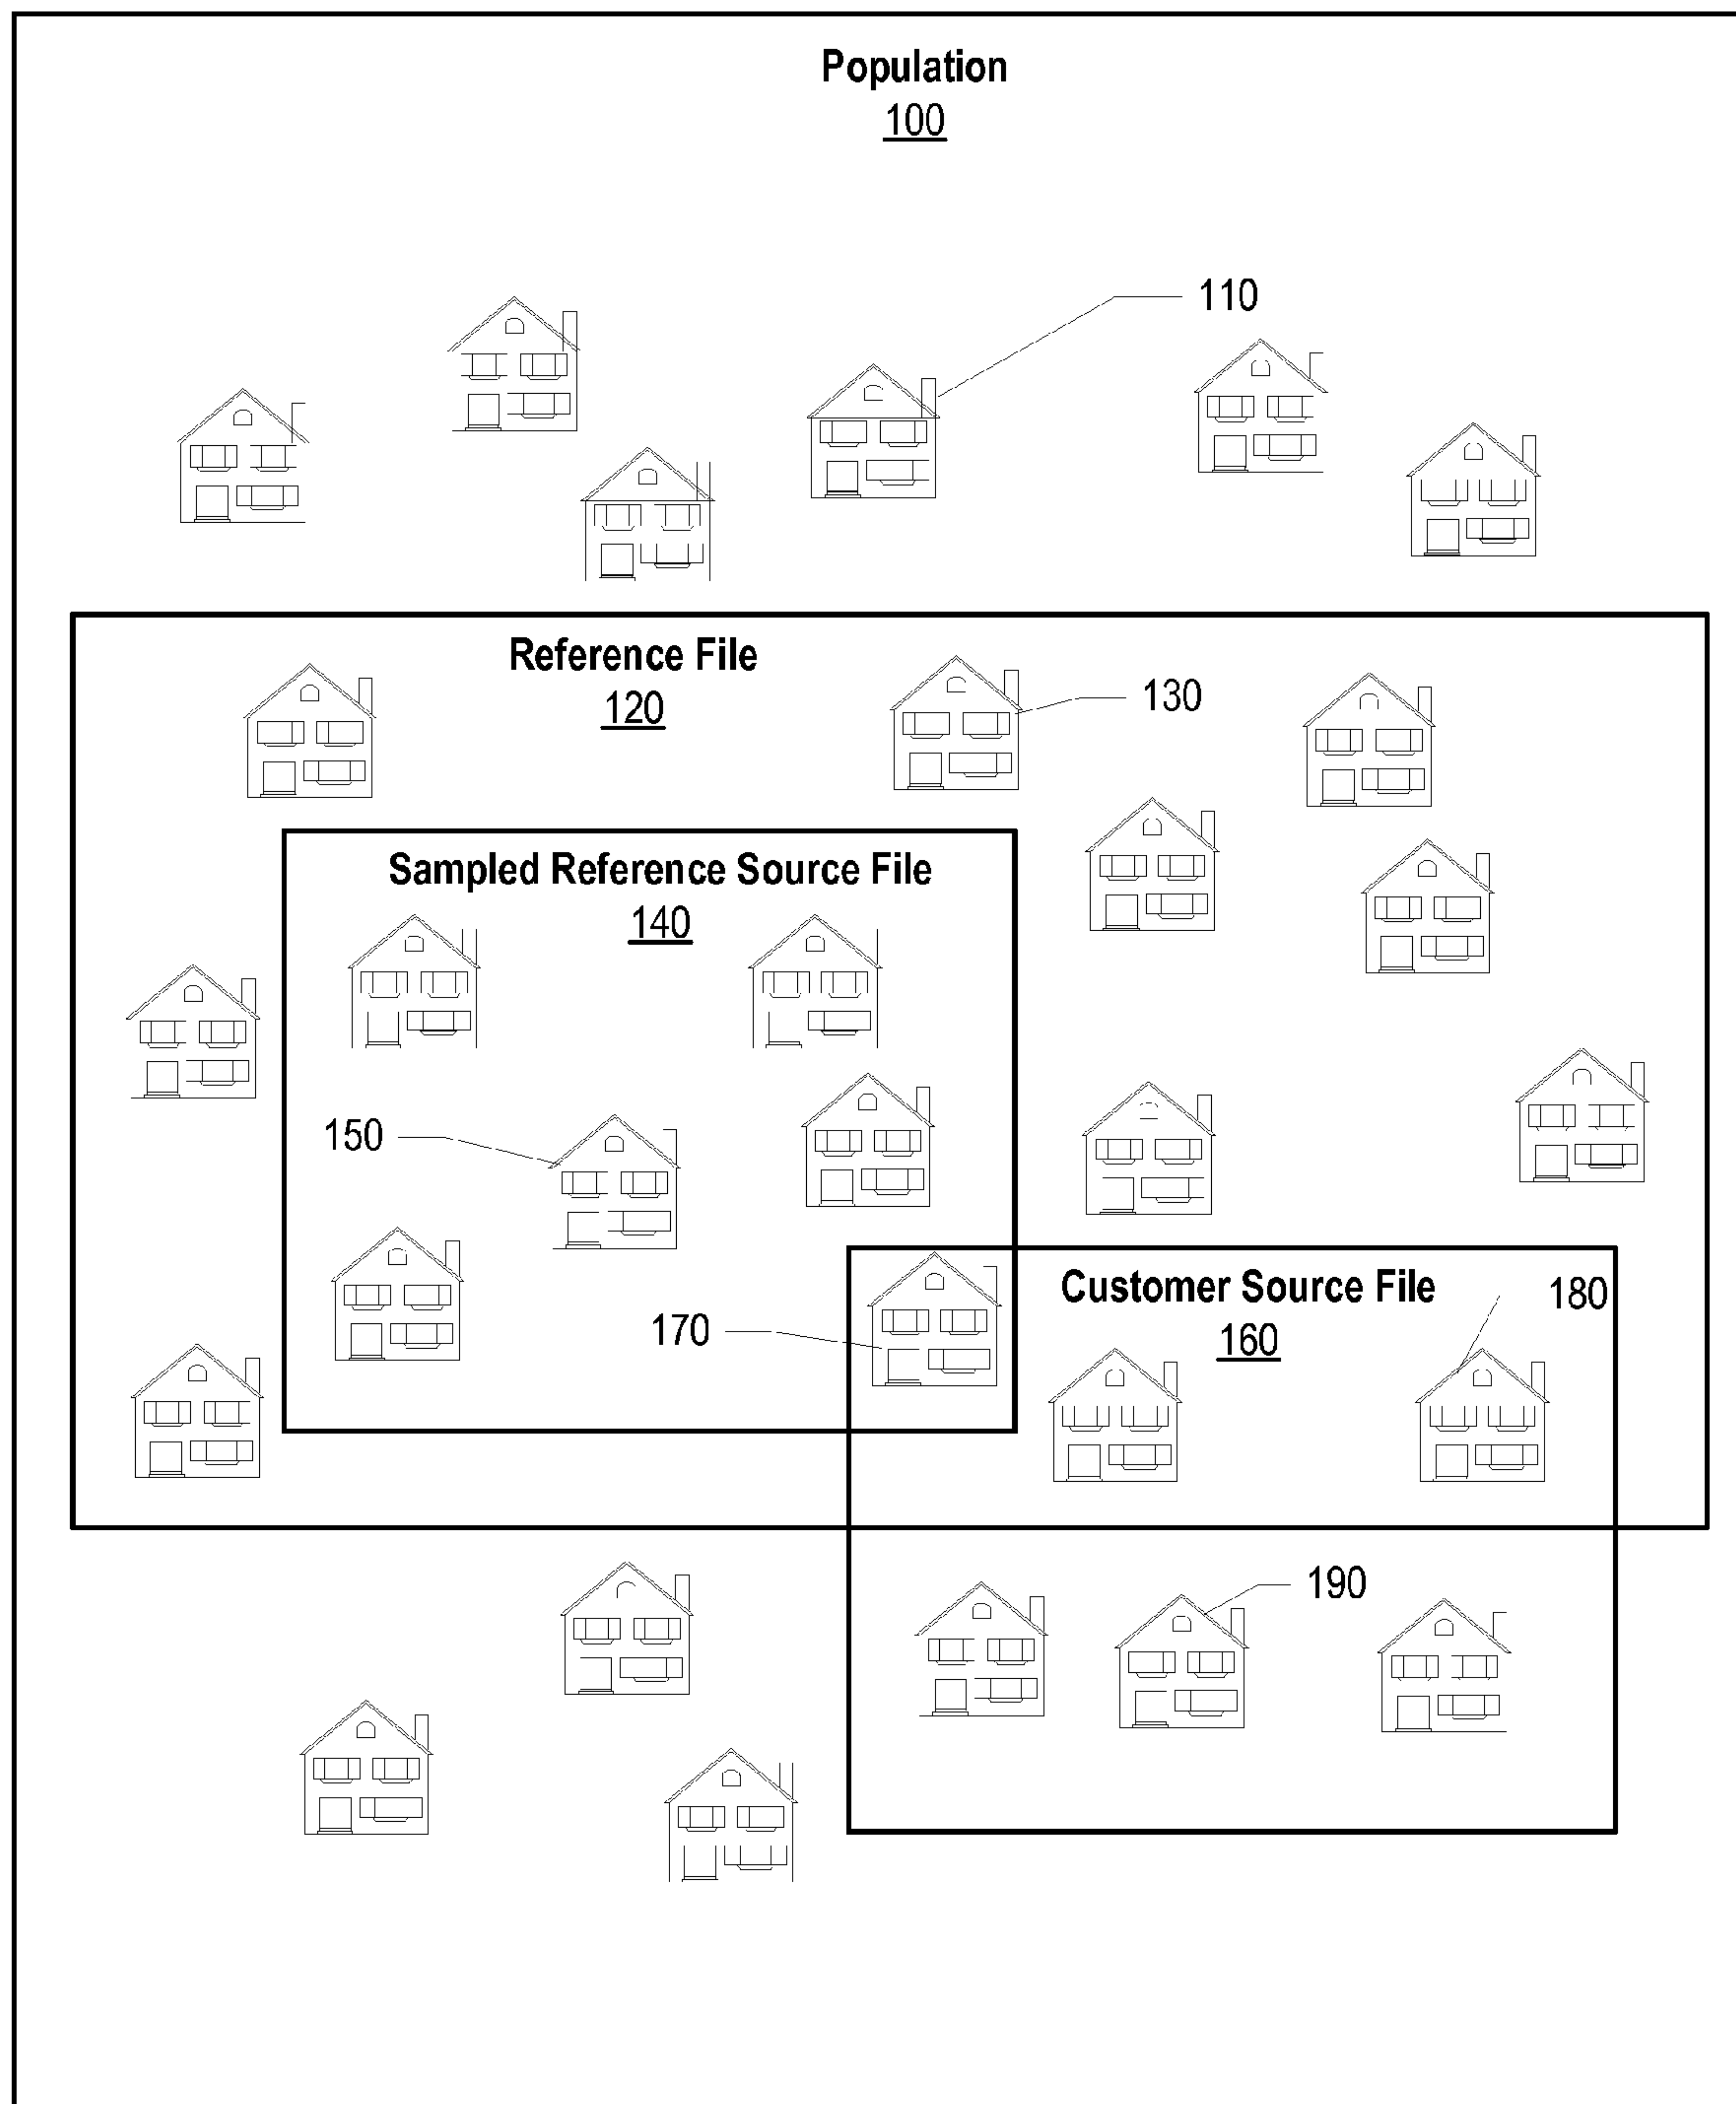 Population
100
110
Reference File
120
130
Sampled Reference Source File
140
150
Customer Source File
160
170
180
190